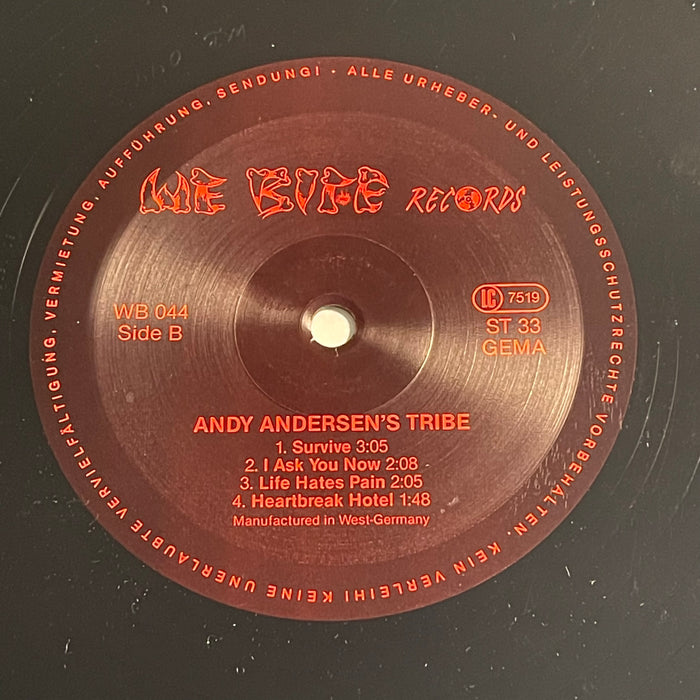 ALLE URHEBER- UND LEISTUNGSSCHUTZRECHTE VORBEHALTEN. KEIN VERLEIH! KEINE UNERLAUBTE VERVIELFÄLTIGUNG, VERMIETUNG, AUFFÜHRUNG, SENDUNG! ·
WE BITE RECORDS
WB 044
Side B
LC 7519
ST 33
GEMA
ANDY ANDERSEN'S TRIBE
1. Survive 3:05
2. I Ask You Now 2:08
3. Life Hates Pain 2:05
4. Heartbreak Hotel 1:48
Manufactured in West-Germany